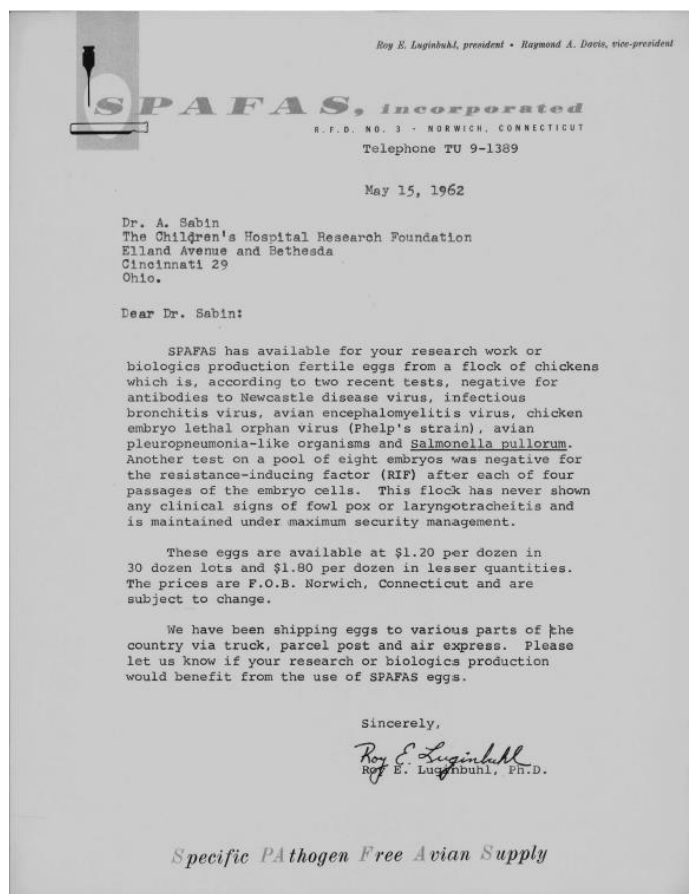 Roy E. Luginbuhl, president • Raymond A. Davis, vice-president
SPAFAS, incorporated
R.F.D. NO. 3 - NORWICH, CONNECTICUT
Telephone TU 9-1389
May 15, 1962
Dr. A. Sabin
The Children's Hospital Research Foundation
Elland Avenue and Bethesda
Cincinnati 29
Ohio.
Dear Dr. Sabin:
SPAFAS has available for your research work or
biologics production fertile eggs from a flock of chickens
which is, according to two recent tests, negative for
antibodies to Newcastle disease virus, infectious
bronchitis virus, avian encephalomyelitis virus, chicken
embryo lethal orphan virus (Phelp's strain), avian
pleuropneumonia-like organisms and Salmonella pullorum.
Another test on a pool of eight embryos was negative for
the resistance-inducing factor (RIF) after each of four
passages of the embryo cells. This flock has never shown
any clinical signs of fowl pox or laryngotracheitis and
is maintained under maximum security management.
These eggs are available at $1.20 per dozen in
30 dozen lots and $1.80 per dozen in lesser quantities.
The prices are F.O.B. Norwich, Connecticut and are
subject to change.
We have been shipping eggs to various parts of the
country via truck, parcel post and air express. Please
let us know if your research or biologics production
would benefit from the use of SPAFAS eggs.
Sincerely,
Roy E. Luginbuhl
Roy E. Luginbuhl, Ph.D.
Specific PAthogen Free Avian Supply